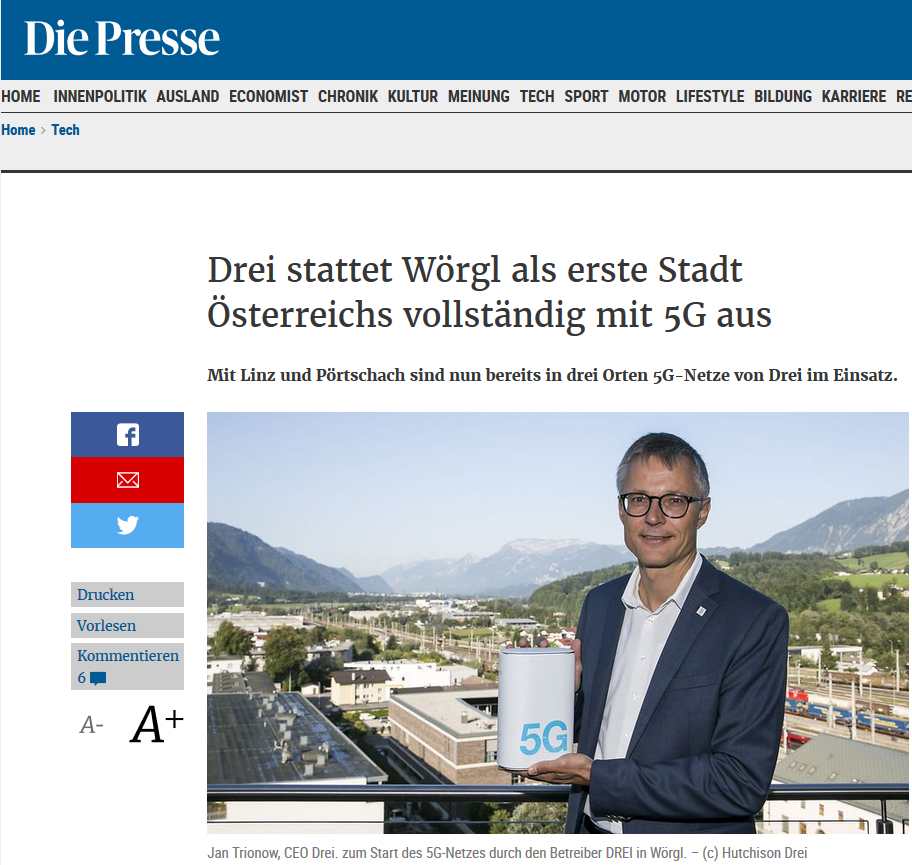 Die Presse
HOME INNENPOLITIK AUSLAND ECONOMIST CHRONIK KULTUR MEINUNG TECH SPORT MOTOR LIFESTYLE BILDUNG KARRIERE RE
Home › Tech
Drei stattet Wörgl als erste Stadt
Österreichs vollständig mit 5G aus
Mit Linz und Pörtschach sind nun bereits in drei Orten 5G-Netze von Drei im Einsatz.
Drucken
Vorlesen
Kommentieren
6
A- A+
5G
Jan Trionow, CEO Drei. zum Start des 5G-Netzes durch den Betreiber DREI in Wörgl. – (c) Hutchison Drei